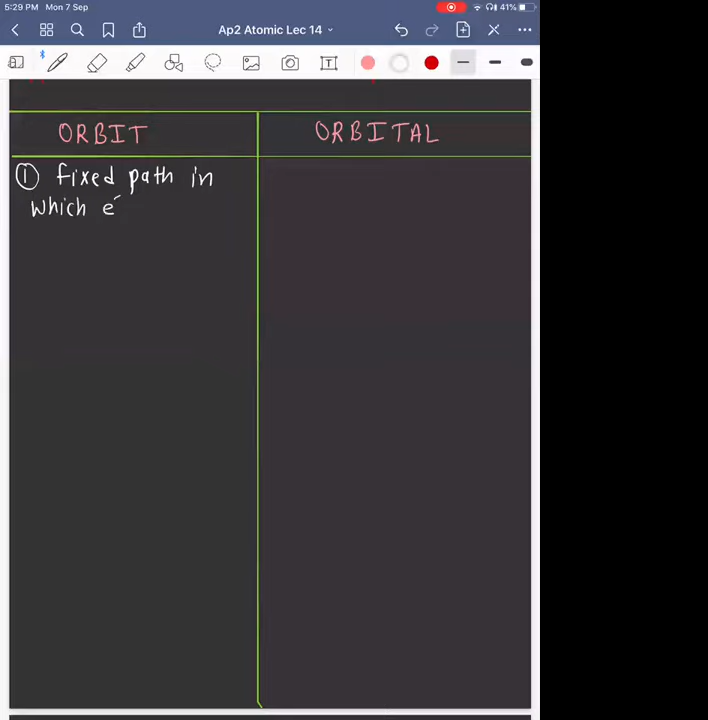 5:29 PM Mon 7 Sep
41%
Ap2 Atomic Lec 14
T
ORBIT
ORBITAL
① fixed path in
which e⁻